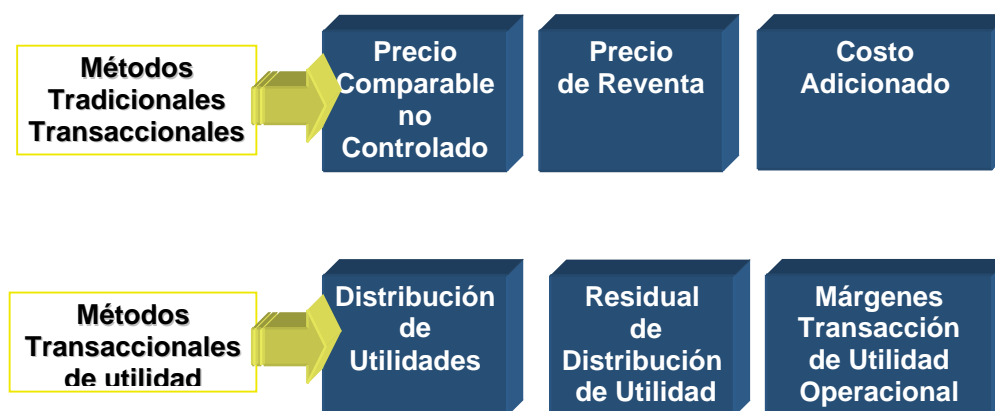 Métodos
Tradicionales
Transaccionales
Precio
Comparable
no
Controlado
Precio
de Reventa
Costo
Adicionado
Métodos
Transaccionales
de utilidad
Distribución
de
Utilidades
Residual
de
Distribución
de Utilidad
Márgenes
Transacción
de Utilidad
Operacional